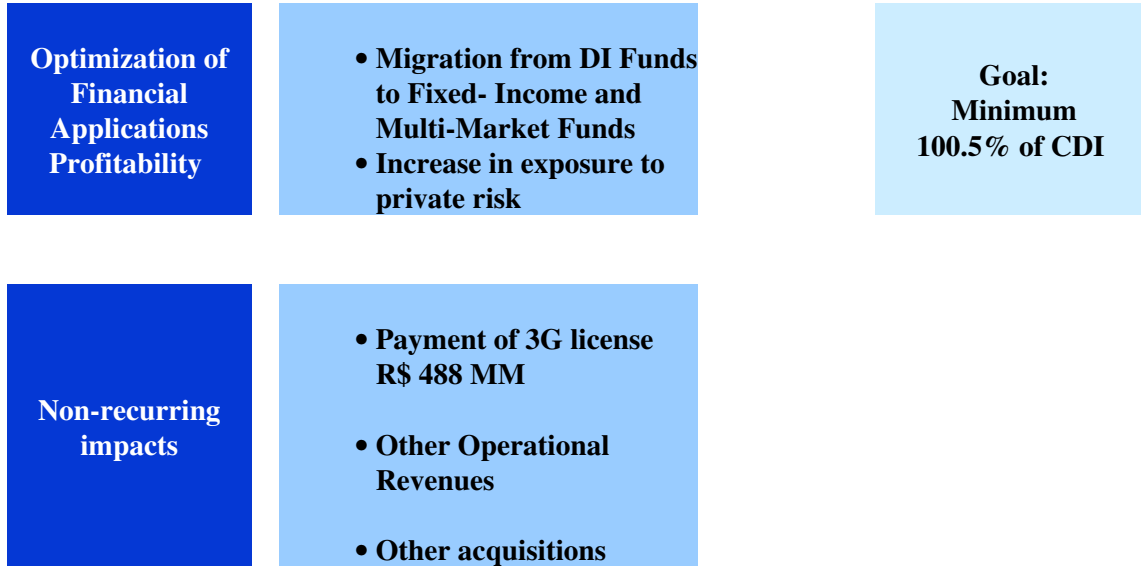 Optimization of
Financial
Applications
Profitability
• Migration from DI Funds
to Fixed- Income and
Multi-Market Funds
• Increase in exposure to
private risk
Goal:
Minimum
100.5% of CDI
Non-recurring
impacts
• Payment of 3G license
R$ 488 MM
• Other Operational
Revenues
• Other acquisitions